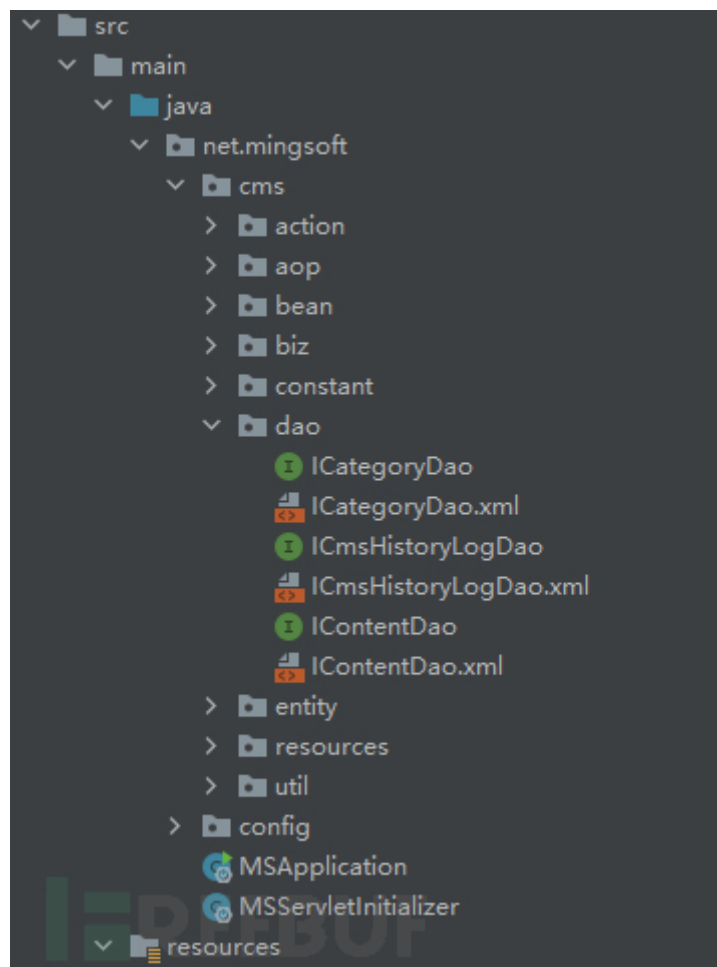 src
main
java
net.mingsoft
cms
action
aop
bean
biz
constant
dao
ICategoryDao
ICategoryDao.xml
ICmsHistoryLogDao
ICmsHistoryLogDao.xml
IContentDao
IContentDao.xml
entity
resources
util
config
MSApplication
MSServletInitializer
resources